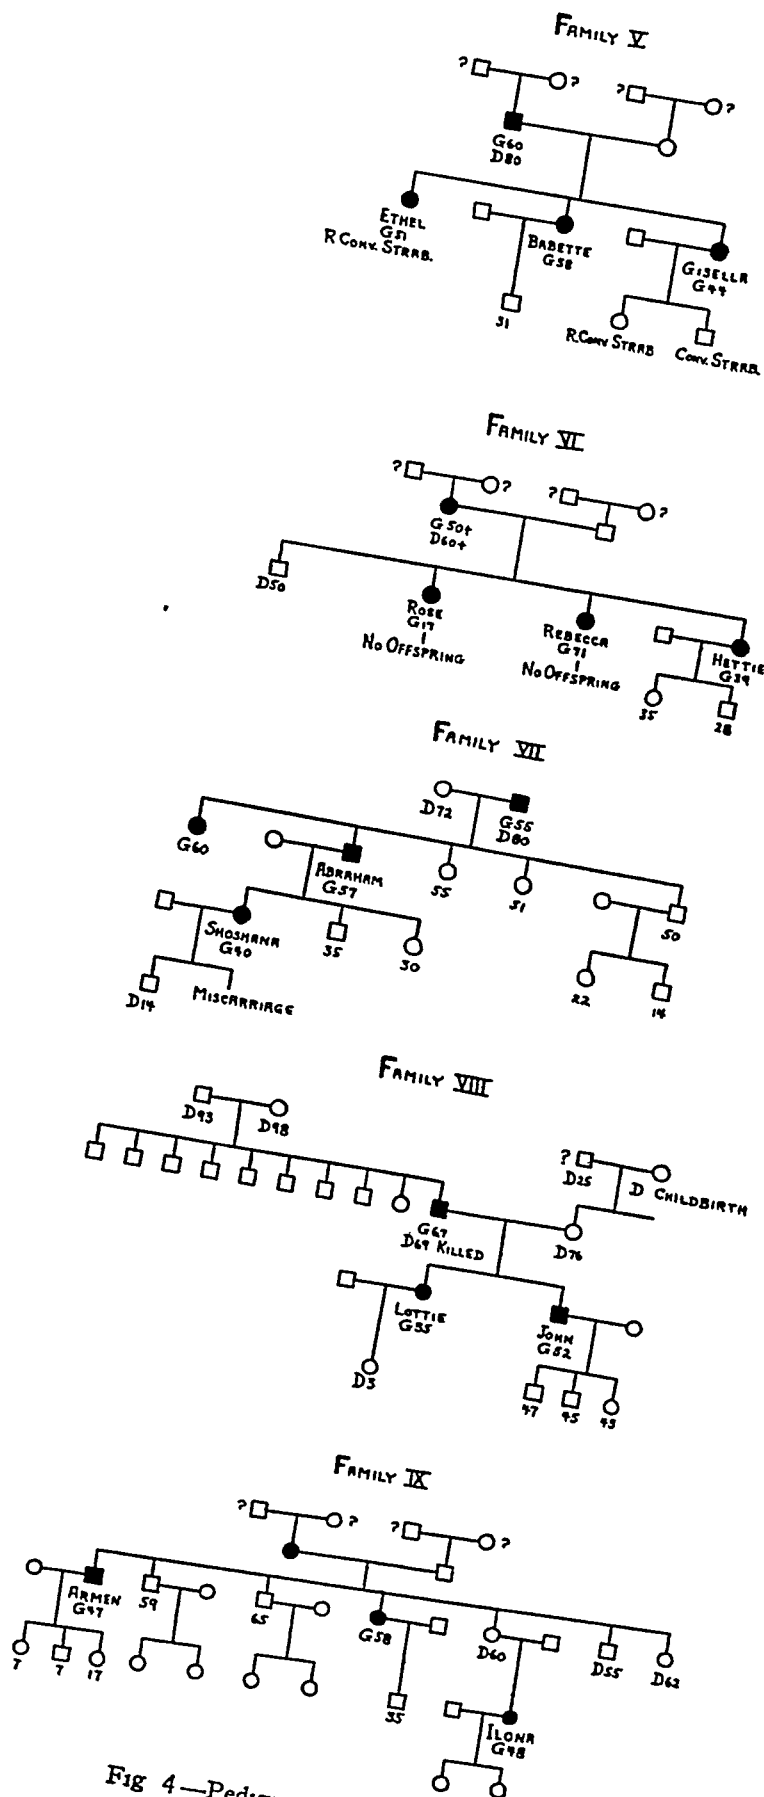 FAMILY V
? ? ? ?
G60
D80
ETHEL
G51
R CONV. STRAB.
BABETTE
G58
GISELLA
G44
31
R.CONV STRAB
CONV. STRAB.
FAMILY VI
? ? ? ?
G50+
D60+
D50
ROSE
G17
NO OFFSPRING
REBECCA
G71
NO OFFSPRING
HETTIE
G39
35
28
FAMILY VII
D72
G55
D80
G60
ABRAHAM
G57
55
51
50
SHOSHANA
G40
35
30
22
14
D14
MISCARRIAGE
FAMILY VIII
D93
D98
?
D25
D CHILDBIRTH
G67
D69 KILLED
D76
LOTTIE
G55
JOHN
G52
D3
47
45
43
FAMILY IX
? ? ? ?
ARMEN
G47
59
65
G58
D60
D55
D62
7
7
17
35
ILONA
G48
Fig 4—Pedig